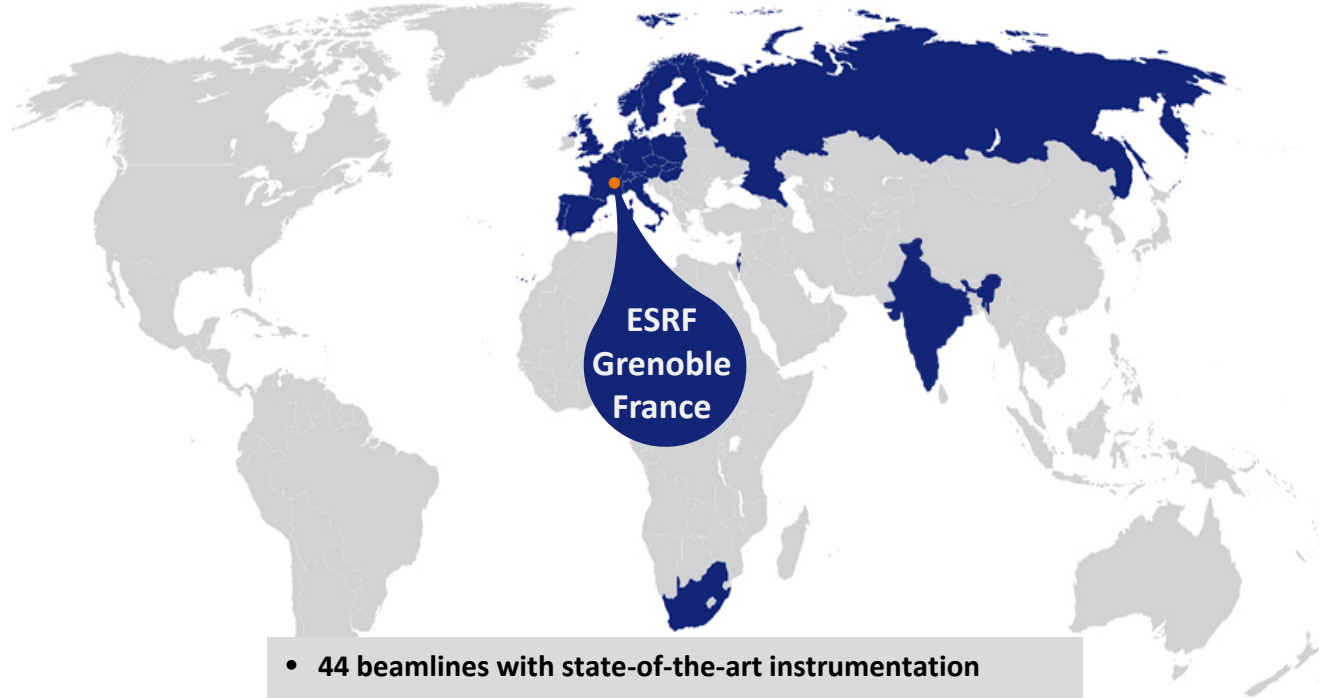 ESRF
Grenoble
France
• 44 beamlines with state-of-the-art instrumentation